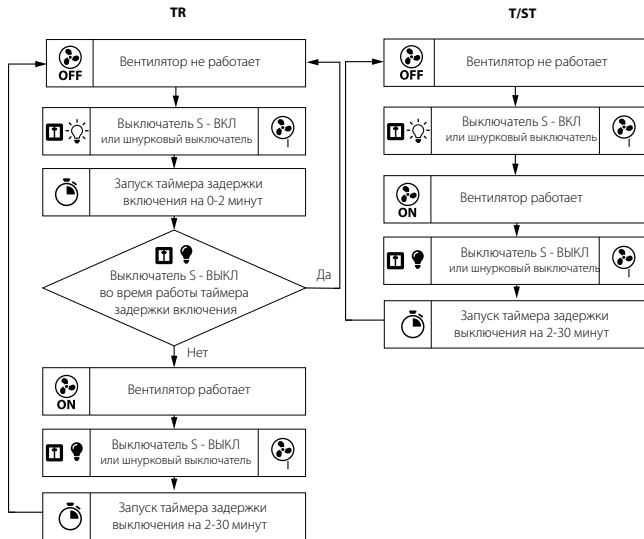 TR
OFF
Вентилятор не работает
Выключатель S - ВКЛ
или шнурковый выключатель
Запуск таймера задержки
включения на 0-2 минут
Выключатель S - ВЫКЛ
во время работы таймера
задержки включения
Да
Нет
ON
Вентилятор работает
Выключатель S - ВЫКЛ
или шнурковый выключатель
Запуск таймера задержки
выключения на 2-30 минут
T/ST
OFF
Вентилятор не работает
Выключатель S - ВКЛ
или шнурковый выключатель
ON
Вентилятор работает
Выключатель S - ВЫКЛ
или шнурковый выключатель
Запуск таймера задержки
выключения на 2-30 минут